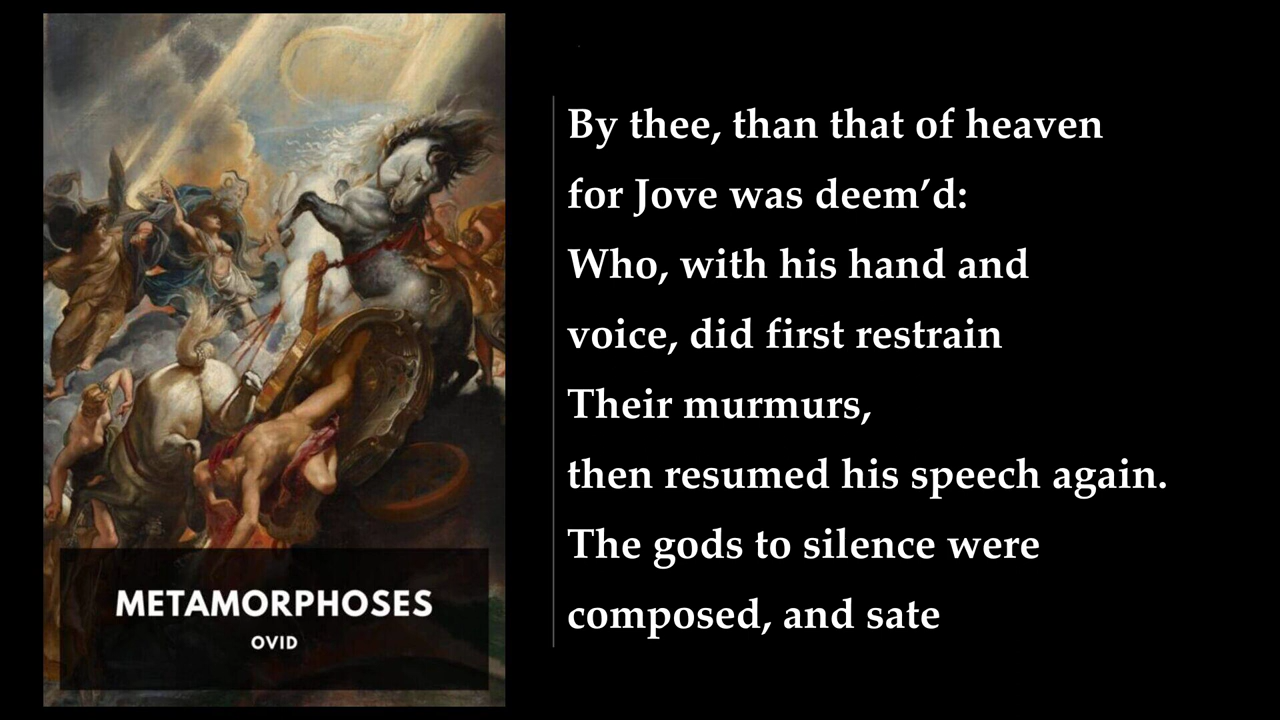 METAMORPHOSES
OVID
By thee, than that of heaven
for Jove was deem’d:
Who, with his hand and
voice, did first restrain
Their murmurs,
then resumed his speech again.
The gods to silence were
composed, and sate